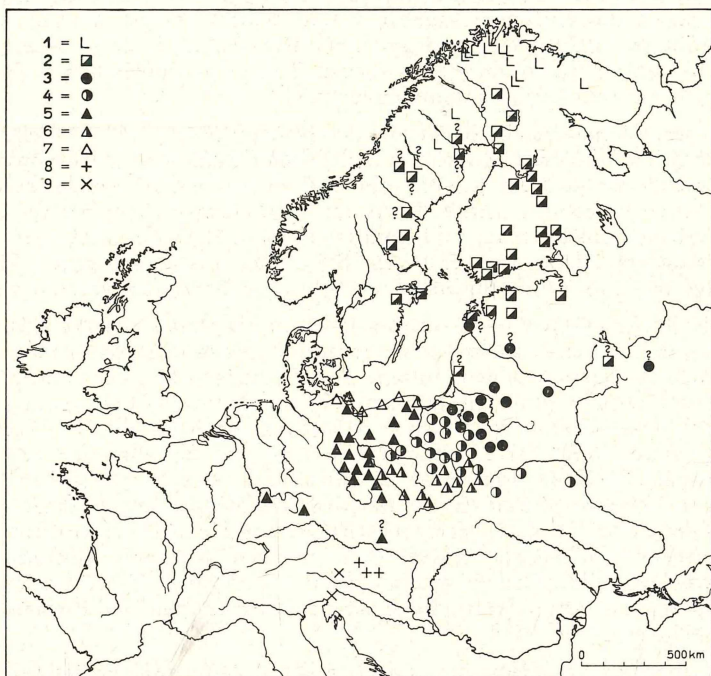 1 = L
2 = ◪
3 = ●
4 = ◑
5 = ▲
6 = ◮
7 = △
8 = +
9 = ×
?
?
?
?
?
?
?
?
?
?
?
?
?
?
0 500km